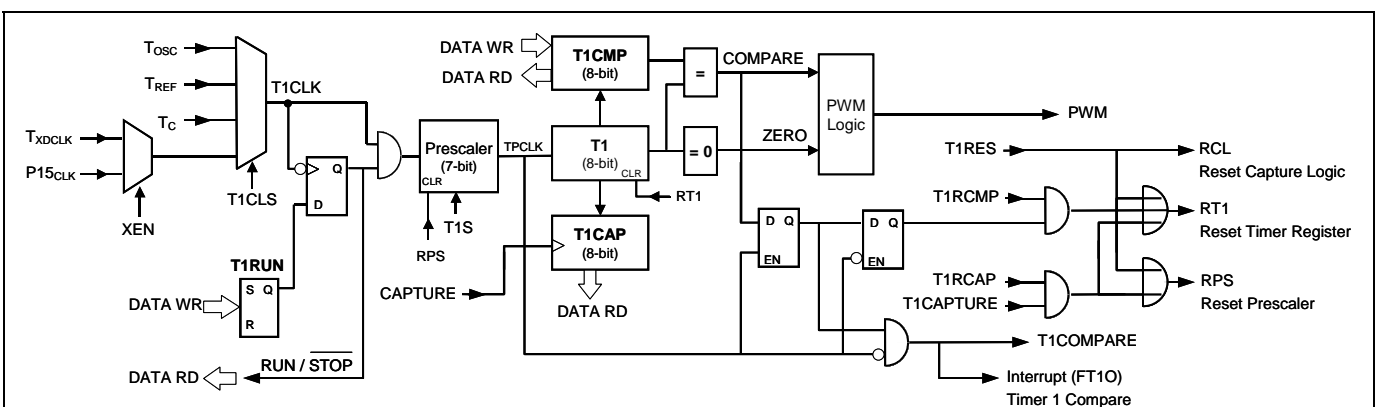 TOSC
TREF
TC
TXDCLK
P15CLK
XEN
T1CLK
T1CLS
D
Q
T1RUN
S Q
R
DATA WR
RUN / STOP
DATA RD
Prescaler
(7-bit)
CLR
T1S
RPS
TPCLK
DATA WR
DATA RD
T1CMP
(8-bit)
T1
(8-bit)
CLR
RT1
T1CAP
(8-bit)
CAPTURE
DATA RD
=
COMPARE
= 0
ZERO
PWM
Logic
PWM
D Q
EN
D Q
EN
T1RES
RCL
Reset Capture Logic
T1RCMP
RT1
Reset Timer Register
T1RCAP
T1CAPTURE
RPS
Reset Prescaler
T1COMPARE
Interrupt (FT1O)
Timer 1 Compare